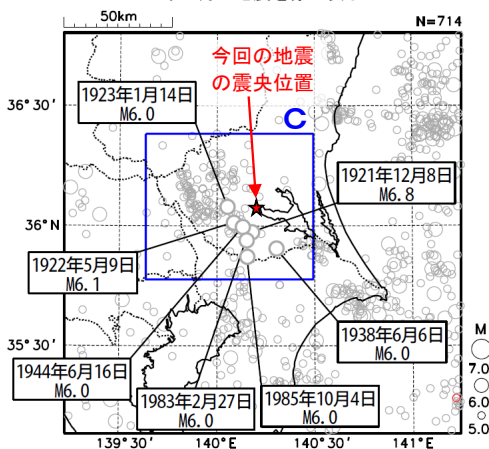 50km
N=714
今回の地震
の震央位置
1923年1月14日
M6.0
36°30′
C
1921年12月8日
M6.8
36°N
1922年5月9日
M6.1
1938年6月6日
M6.0
35°30′
1944年6月16日
M6.0
1983年2月27日
M6.0
1985年10月4日
M6.0
M
7.0
6.0
5.0
139°30′
140°E
140°30′
141°E